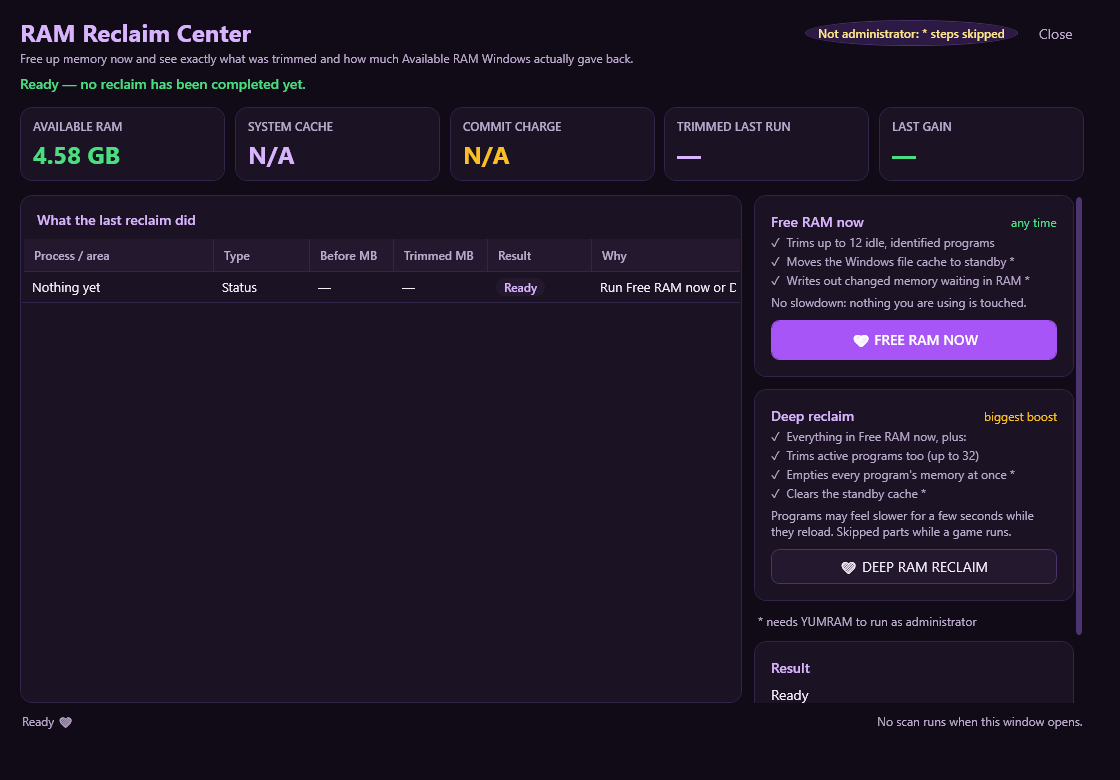 RAM Reclaim Center
Not administrator: * steps skipped
Close
Free up memory now and see exactly what was trimmed and how much Available RAM Windows actually gave back.
Ready — no reclaim has been completed yet.
AVAILABLE RAM
4.58 GB
SYSTEM CACHE
N/A
COMMIT CHARGE
N/A
TRIMMED LAST RUN
—
LAST GAIN
—
What the last reclaim did
Process / area Type Before MB Trimmed MB Result Why
Nothing yet Status — — Ready Run Free RAM now or D
Free RAM now any time
✓ Trims up to 12 idle, identified programs
✓ Moves the Windows file cache to standby *
✓ Writes out changed memory waiting in RAM *
No slowdown: nothing you are using is touched.
FREE RAM NOW
Deep reclaim biggest boost
✓ Everything in Free RAM now, plus:
✓ Trims active programs too (up to 32)
✓ Empties every program's memory at once *
✓ Clears the standby cache *
Programs may feel slower for a few seconds while
they reload. Skipped parts while a game runs.
DEEP RAM RECLAIM
* needs YUMRAM to run as administrator
Result
Ready
Ready
No scan runs when this window opens.